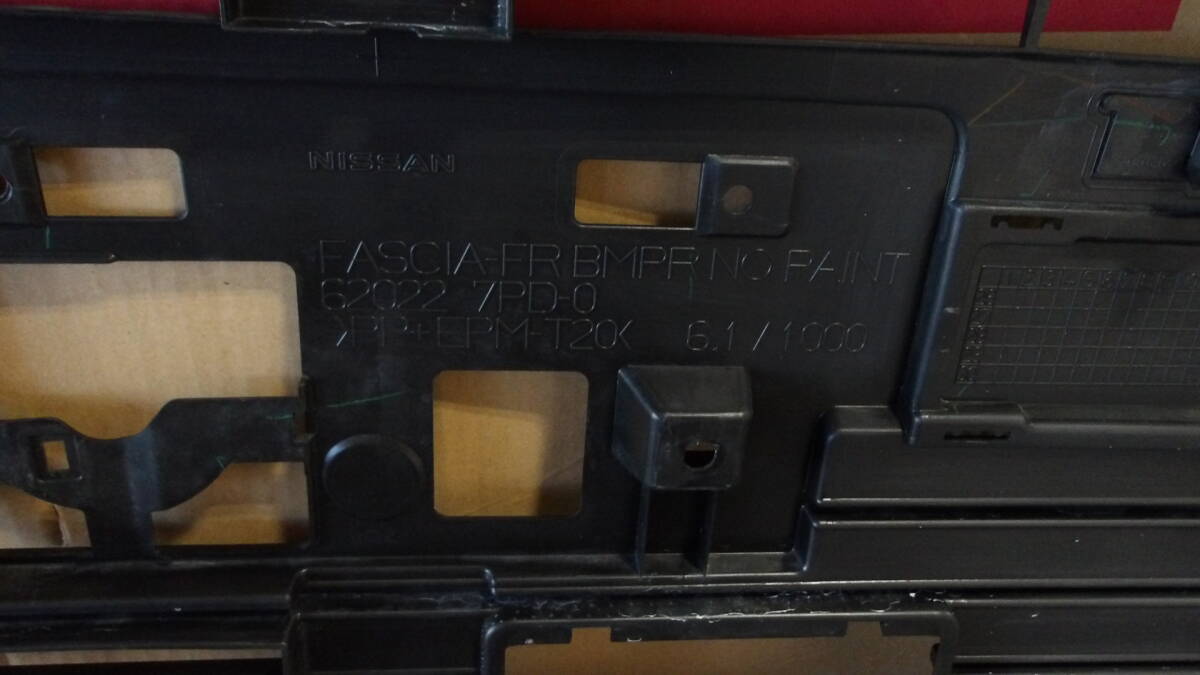 NISSAN
FASCIA-FR BMPR NO PAINT
62022 7PD-0
>PP+EPM-T20< 6.1/1000